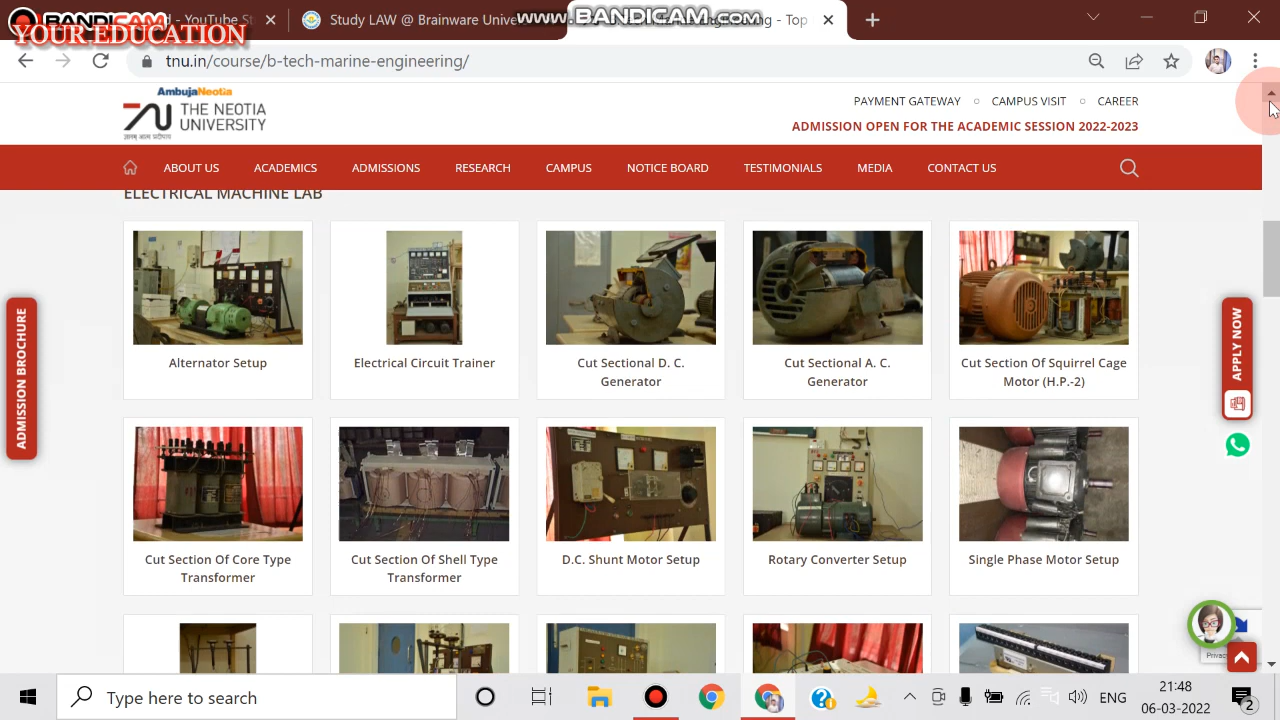 BANDICAM
d - YouTube St
Study LAW @ Brainware Unive
www.BANDICAM.com
- Top
YOUR EDUCATION
tnu.in/course/b-tech-marine-engineering/
AmbujaNeotia
THE NEOTIA
UNIVERSITY
PAYMENT GATEWAY
CAMPUS VISIT
CAREER
ADMISSION OPEN FOR THE ACADEMIC SESSION 2022-2023
ABOUT US
ACADEMICS
ADMISSIONS
RESEARCH
CAMPUS
NOTICE BOARD
TESTIMONIALS
MEDIA
CONTACT US
ELECTRICAL MACHINE LAB
Alternator Setup
Electrical Circuit Trainer
Cut Sectional D. C.
Generator
Cut Sectional A. C.
Generator
Cut Section Of Squirrel Cage
Motor (H.P.-2)
Cut Section Of Core Type
Transformer
Cut Section Of Shell Type
Transformer
D.C. Shunt Motor Setup
Rotary Converter Setup
Single Phase Motor Setup
ADMISSION BROCHURE
APPLY NOW
Privacy
Type here to search
ENG
21:48
06-03-2022
2